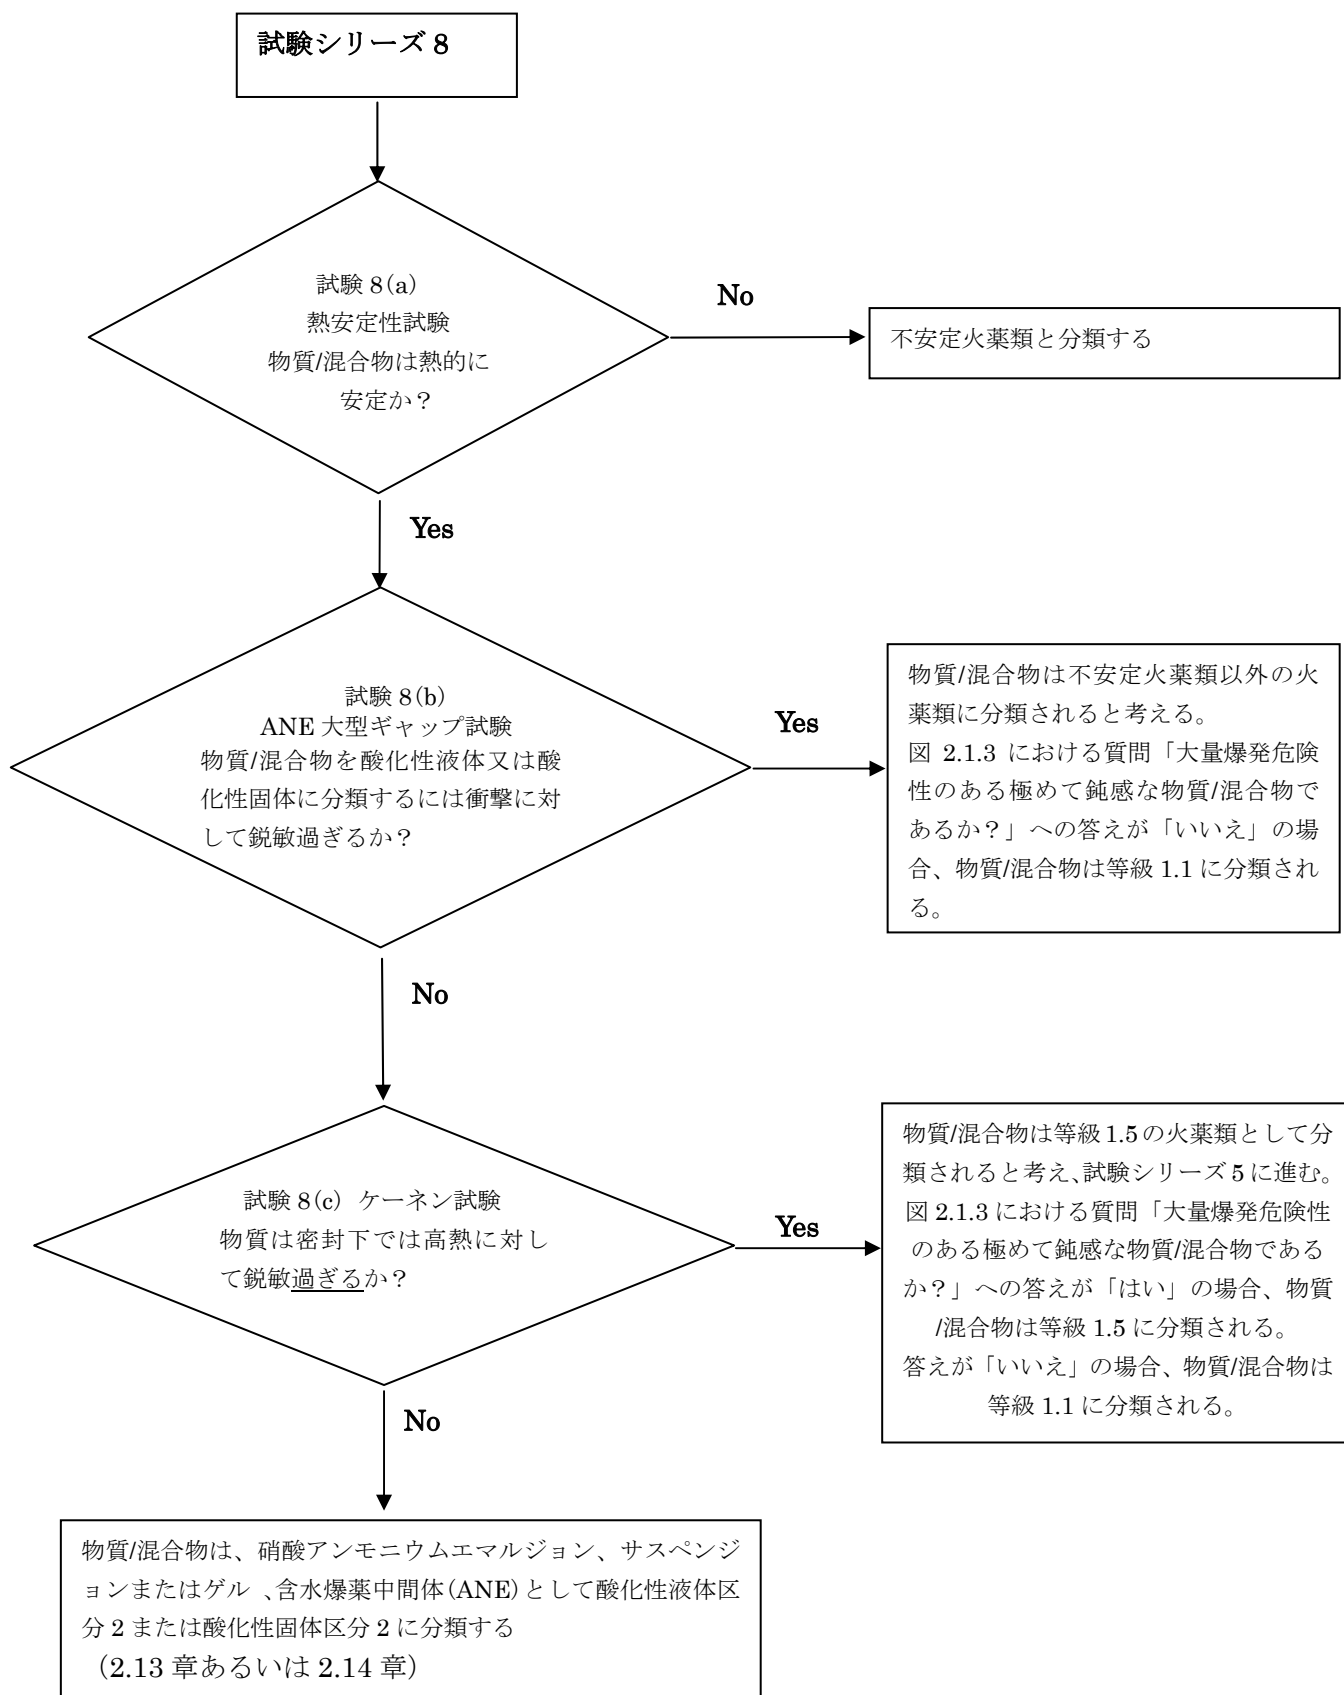 試験シリーズ 8
試験 8(a)
熱安定性試験
物質/混合物は熱的に
安定か？
No
不安定火薬類と分類する
Yes
試験 8(b)
ANE 大型ギャップ試験
物質/混合物を酸化性液体又は酸
化性固体に分類するには衝撃に対
して鋭敏過ぎるか？
Yes
物質/混合物は不安定火薬類以外の火
薬類に分類されると考える。
図 2.1.3 における質問「大量爆発危険
性のある極めて鈍感な物質/混合物で
あるか？」への答えが「いいえ」の場
合、物質/混合物は等級 1.1 に分類され
る。
No
試験 8(c) ケーネン試験
物質は密封下では高熱に対し
て鋭敏過ぎるか？
Yes
物質/混合物は等級 1.5 の火薬類として分
類されると考え、試験シリーズ 5 に進む。
図 2.1.3 における質問「大量爆発危険性
のある極めて鈍感な物質/混合物である
か？」への答えが「はい」の場合、物質
/混合物は等級 1.5 に分類される。
答えが「いいえ」の場合、物質/混合物は
等級 1.1 に分類される。
No
物質/混合物は、硝酸アンモニウムエマルジョン、サスペンジ
ョンまたはゲル 、含水爆薬中間体(ANE)として酸化性液体区
分 2 または酸化性固体区分 2 に分類する
（2.13 章あるいは 2.14 章）